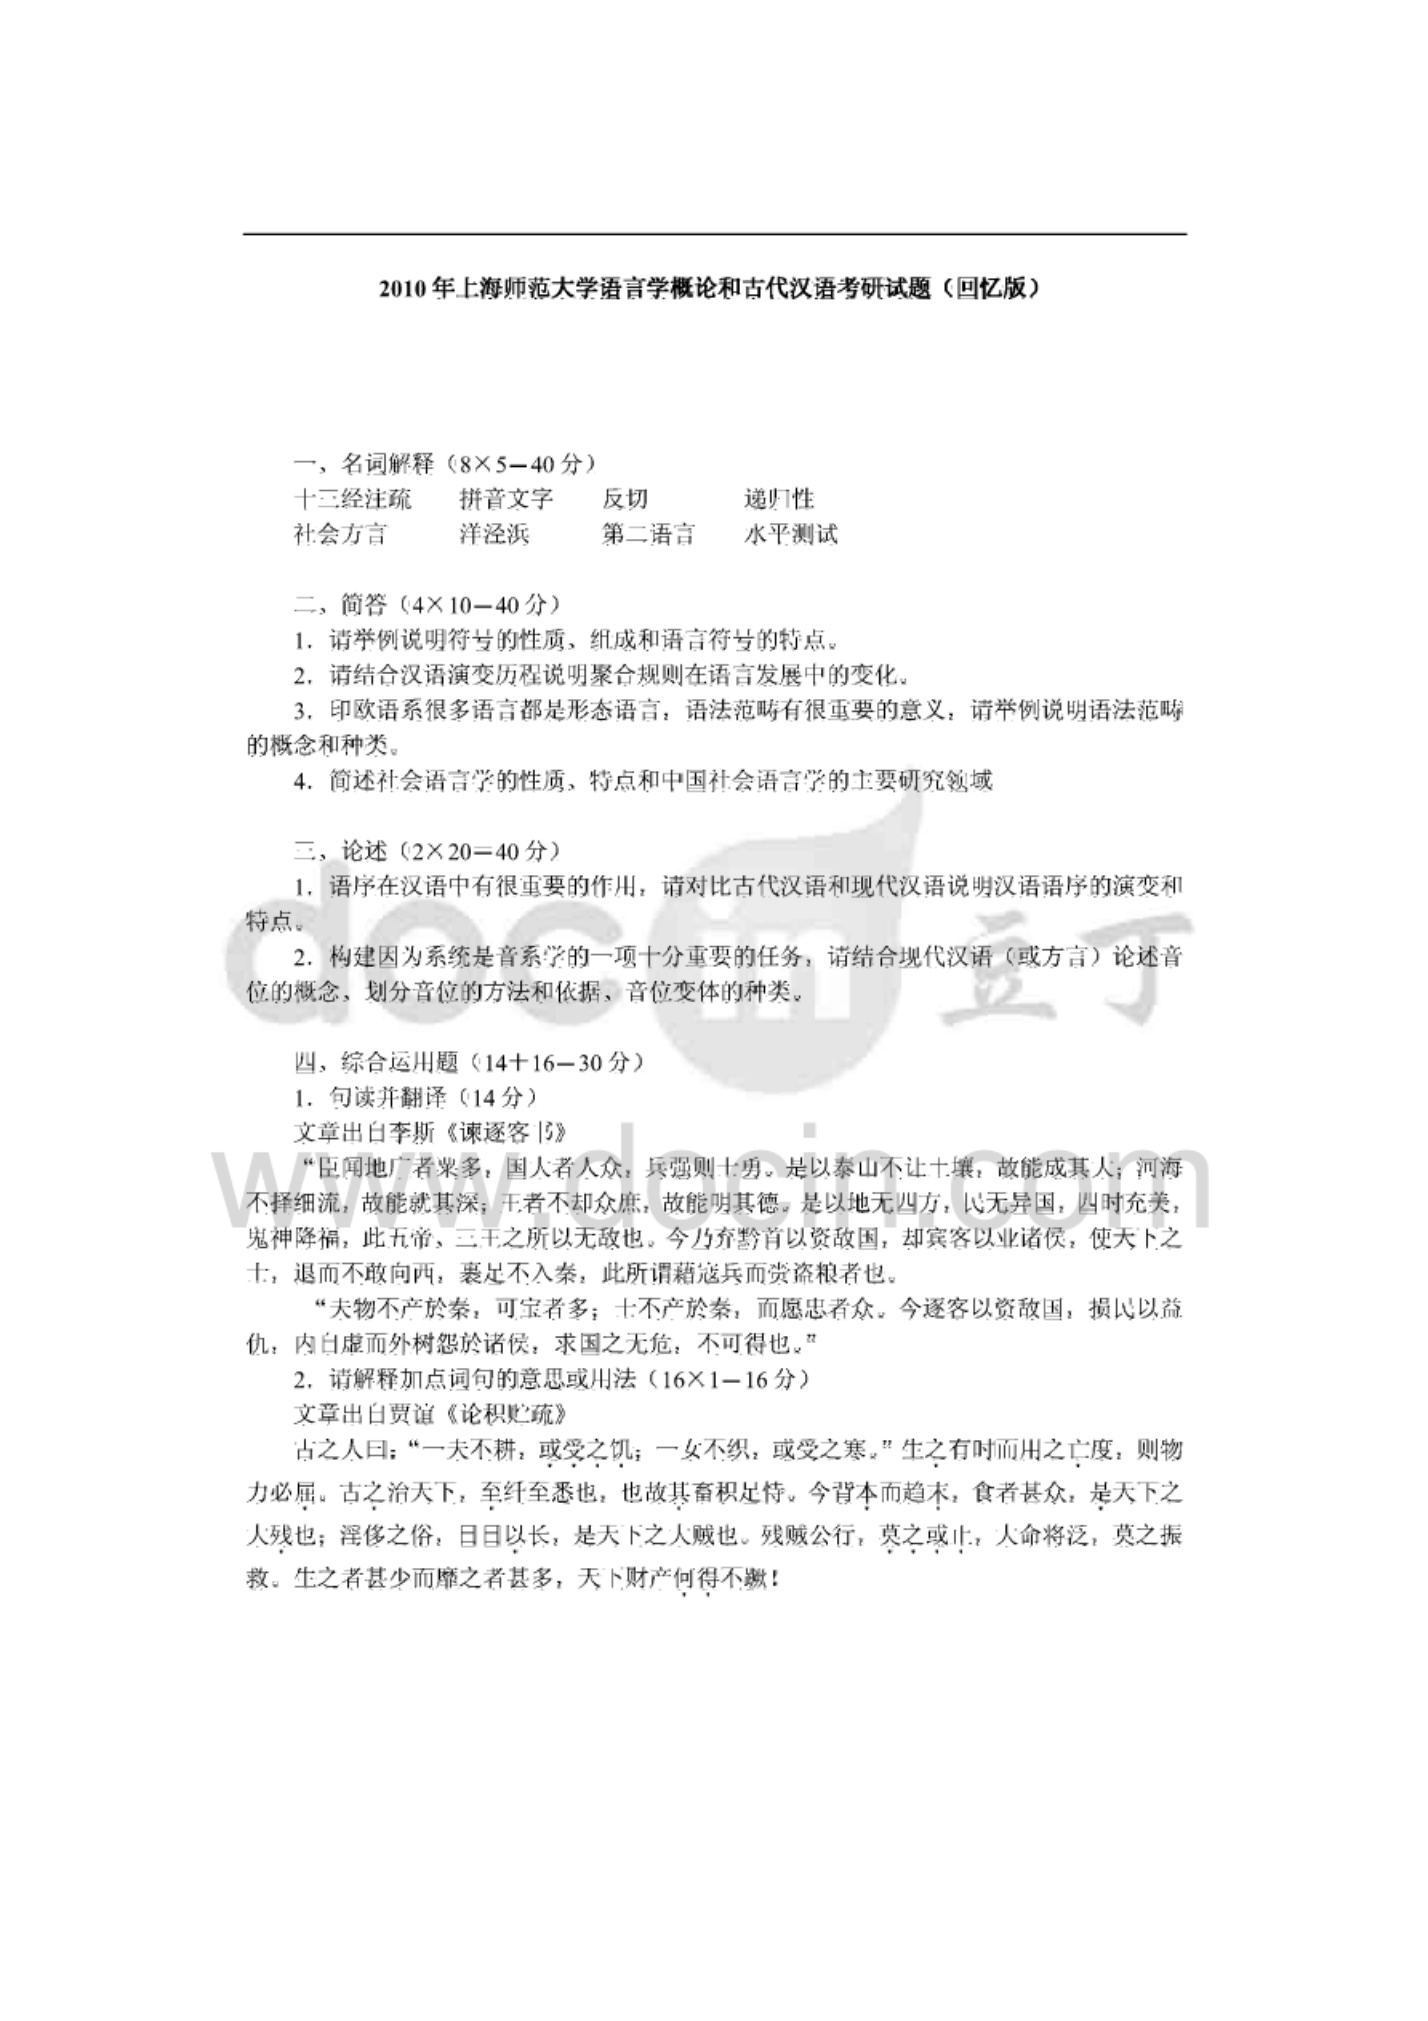 2010 年上海师范大学语言学概论和古代汉语考研试题（回忆版）
一、名词解释（8×5＝40 分）
十三经注疏 拼音文字 反切 递归性
社会方言 洋泾浜 第二语言 水平测试
二、简答（4×10＝40 分）
1．请举例说明符号的性质、组成和语言符号的特点。
2．请结合汉语演变历程说明聚合规则在语言发展中的变化。
3．印欧语系很多语言都是形态语言，语法范畴有很重要的意义，请举例说明语法范畴
的概念和种类。
4．简述社会语言学的性质、特点和中国社会语言学的主要研究领域
三、论述（2×20＝40 分）
1．语序在汉语中有很重要的作用，请对比古代汉语和现代汉语说明汉语语序的演变和
特点。
2．构建因为系统是音系学的一项十分重要的任务，请结合现代汉语（或方言）论述音
位的概念、划分音位的方法和依据、音位变体的种类。
四、综合运用题（14＋16＝30 分）
1．句读并翻译（14 分）
文章出自李斯《谏逐客书》
“臣闻地广者粟多，国大者人众，兵强则士勇。是以泰山不让土壤，故能成其大；河海
不择细流，故能就其深；王者不却众庶，故能明其德。是以地无四方，民无异国，四时充美，
鬼神降福，此五帝、三王之所以无敌也。今乃弃黔首以资敌国，却宾客以业诸侯，使天下之
士，退而不敢向西，裹足不入秦，此所谓藉寇兵而赍盗粮者也。
“夫物不产於秦，可宝者多；士不产於秦，而愿忠者众。今逐客以资敌国，损民以益
仇，内自虚而外树怨於诸侯，求国之无危，不可得也。”
2．请解释加点词句的意思或用法（16×1＝16 分）
文章出自贾谊《论积贮疏》
古之人曰：“一夫不耕，或受之饥；一女不织，或受之寒。” 生之有时而用之亡度，则物
力必屈。古之治天下，至纤至悉也，也故其畜积足恃。今背本而趋末，食者甚众，是天下之
大残也；淫侈之俗，日日以长，是天下之大贼也。残贼公行，莫之或止，大命将泛，莫之振
救。生之者甚少而靡之者甚多，天下财产何得不蹶！
docin 豆丁
www.docin.com